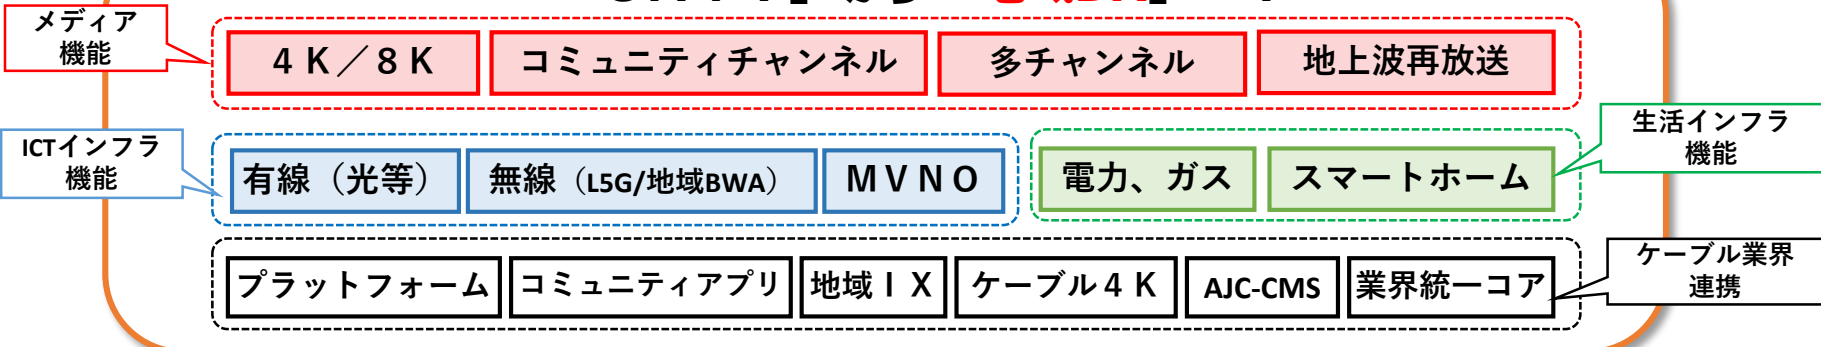 メディア
機能
４Ｋ／８Ｋ
コミュニティチャンネル
多チャンネル
地上波再放送
ICTインフラ
機能
有線（光等）
無線（L5G/地域BWA）
ＭＶＮＯ
電力、ガス
スマートホーム
生活インフラ
機能
プラットフォーム
コミュニティアプリ
地域ＩＸ
ケーブル４Ｋ
AJC-CMS
業界統一コア
ケーブル業界
連携